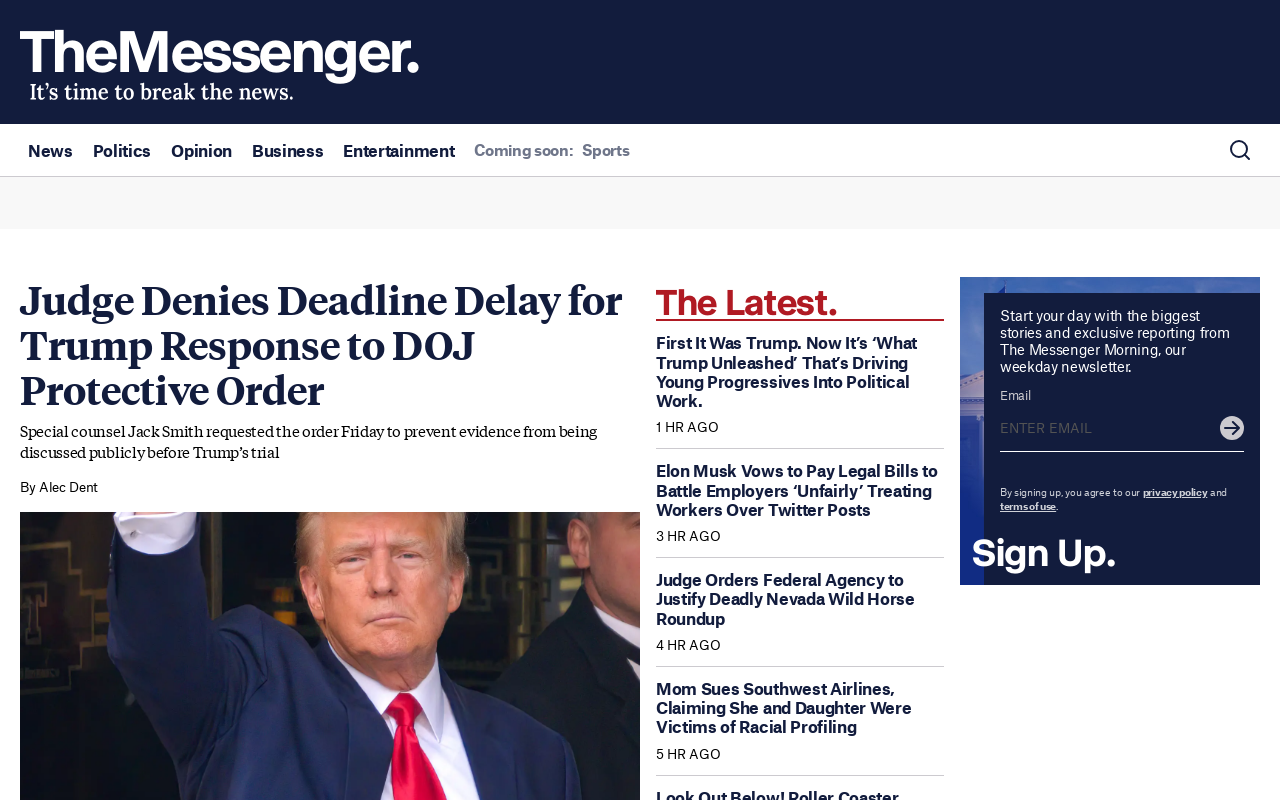 TheMessenger.
It's time to break the news.
News Politics Opinion Business Entertainment Coming soon: Sports
Judge Denies Deadline Delay for
Trump Response to DOJ
Protective Order
Special counsel Jack Smith requested the order Friday to prevent evidence from being
discussed publicly before Trump's trial
By Alec Dent
The Latest.
First It Was Trump. Now It's ‘What
Trump Unleashed’ That's Driving
Young Progressives Into Political
Work.
1 HR AGO
Elon Musk Vows to Pay Legal Bills to
Battle Employers ‘Unfairly’ Treating
Workers Over Twitter Posts
3 HR AGO
Judge Orders Federal Agency to
Justify Deadly Nevada Wild Horse
Roundup
4 HR AGO
Mom Sues Southwest Airlines,
Claiming She and Daughter Were
Victims of Racial Profiling
5 HR AGO
Look Out Below! Roller Coaster
Start your day with the biggest
stories and exclusive reporting from
The Messenger Morning, our
weekday newsletter.
Email
ENTER EMAIL
By signing up, you agree to our privacy policy and
terms of use.
Sign Up.